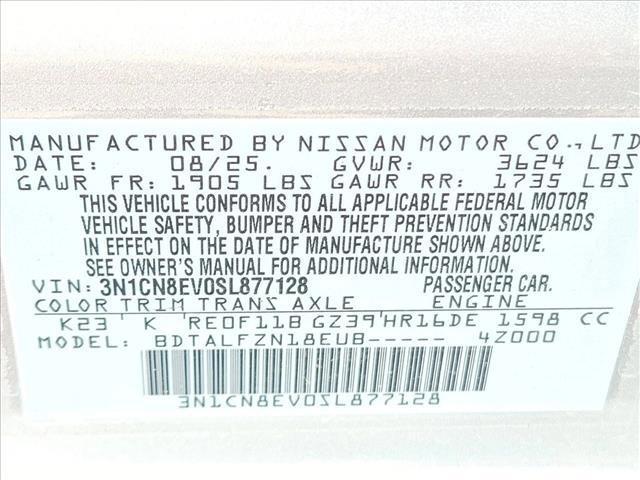 MANUFACTURED BY NISSAN MOTOR CO., LTD
DATE: 08/25. GVWR: 3624 LBS
GAWR FR: 1905 LBS GAWR RR: 1735 LBS
THIS VEHICLE CONFORMS TO ALL APPLICABLE FEDERAL MOTOR
VEHICLE SAFETY, BUMPER AND THEFT PREVENTION STANDARDS
IN EFFECT ON THE DATE OF MANUFACTURE SHOWN ABOVE.
SEE OWNER'S MANUAL FOR ADDITIONAL INFORMATION.
VIN: 3N1CN8EV0SL877128 PASSENGER CAR.
COLOR TRIM TRANS AXLE ENGINE
K23 K RE0F11B GZ39 HR16DE 1598 CC
MODEL: BDTALFZN18EUB----- 4Z000
3N1CN8EV0SL877128